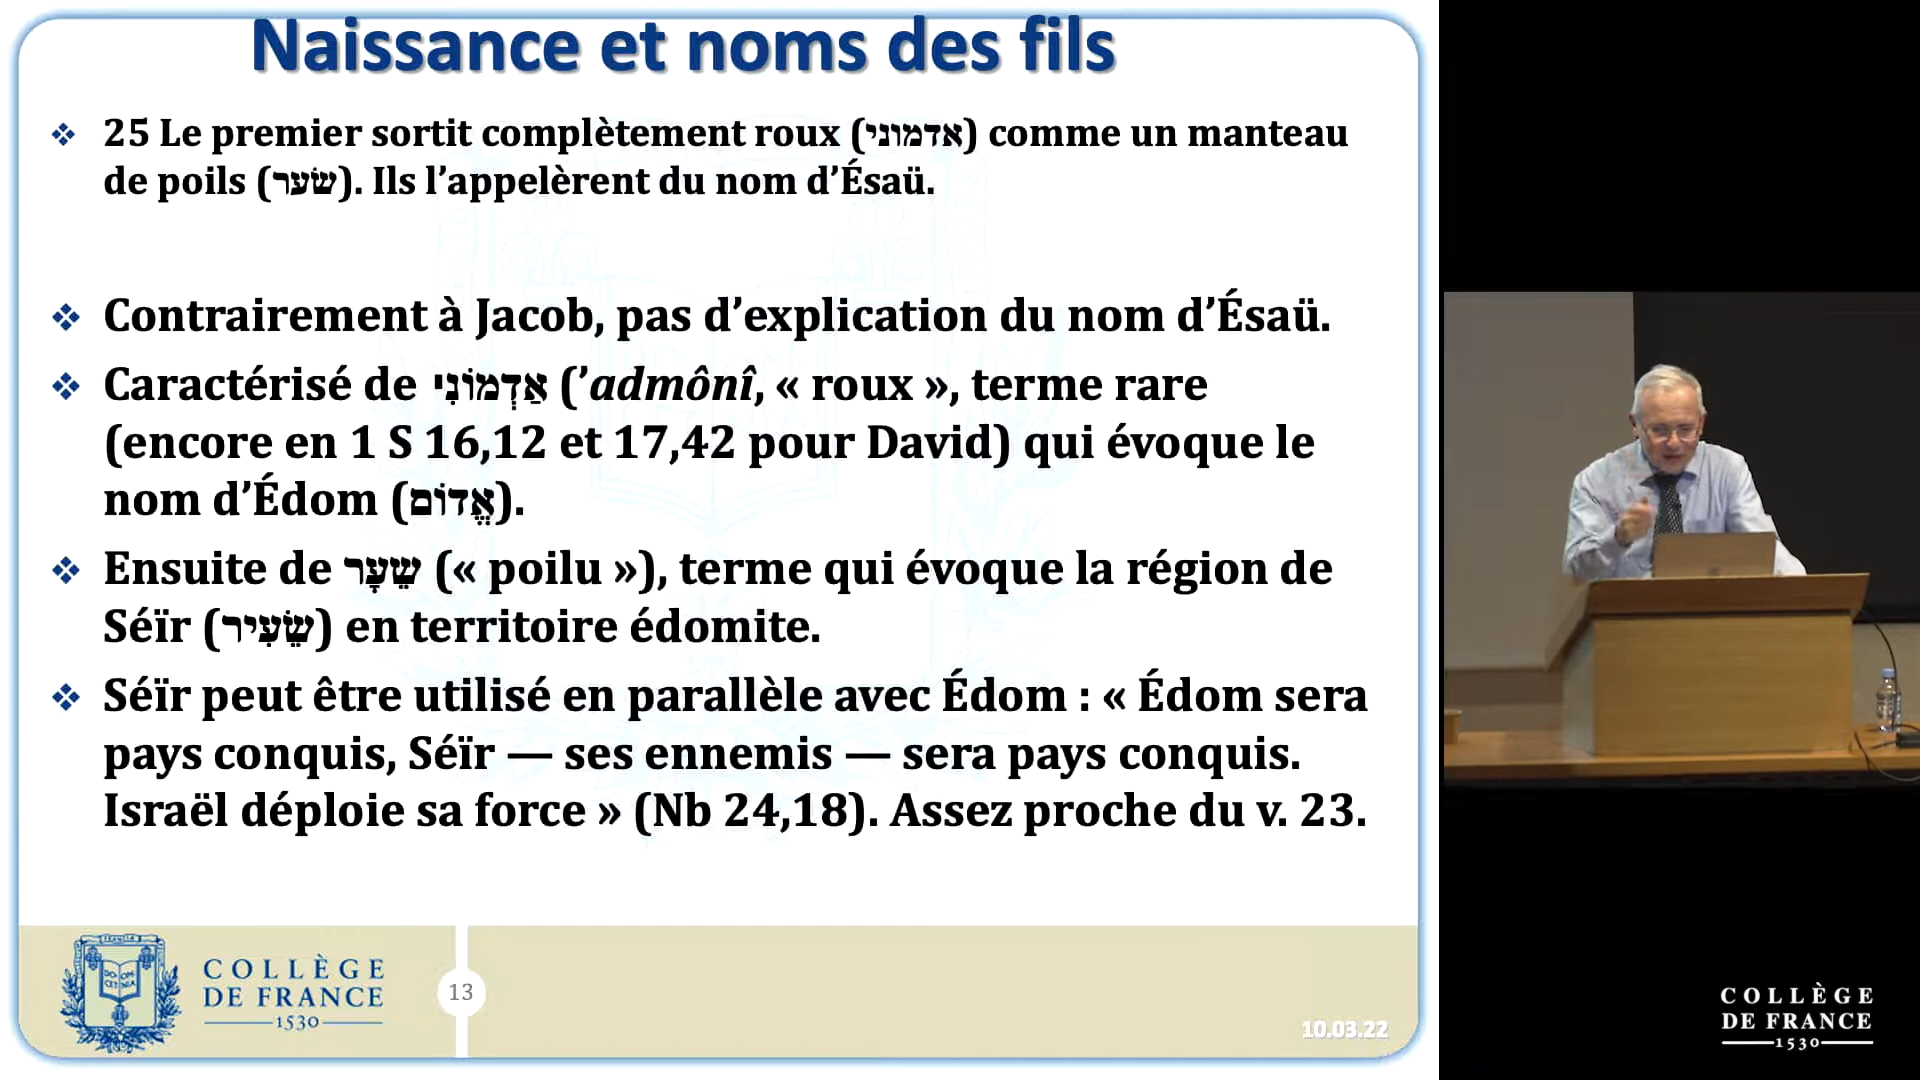 Naissance et noms des fils
25 Le premier sortit complètement roux (אדמוני) comme un manteau
de poils (שׂער). Ils l’appelèrent du nom d’Ésaü.
Contrairement à Jacob, pas d’explication du nom d’Ésaü.
Caractérisé de אַדְמוֹנִי (’admônî, « roux », terme rare
(encore en 1 S 16,12 et 17,42 pour David) qui évoque le
nom d’Édom (אֱדוֹם).
Ensuite de שֵׂעָר (« poilu »), terme qui évoque la région de
Séïr (שֵׂעִיר) en territoire édomite.
Séïr peut être utilisé en parallèle avec Édom : « Édom sera
pays conquis, Séïr — ses ennemis — sera pays conquis.
Israël déploie sa force » (Nb 24,18). Assez proche du v. 23.
COLLÈGE
DE FRANCE
1530
13
10.03.22
COLLÈGE
DE FRANCE
1530